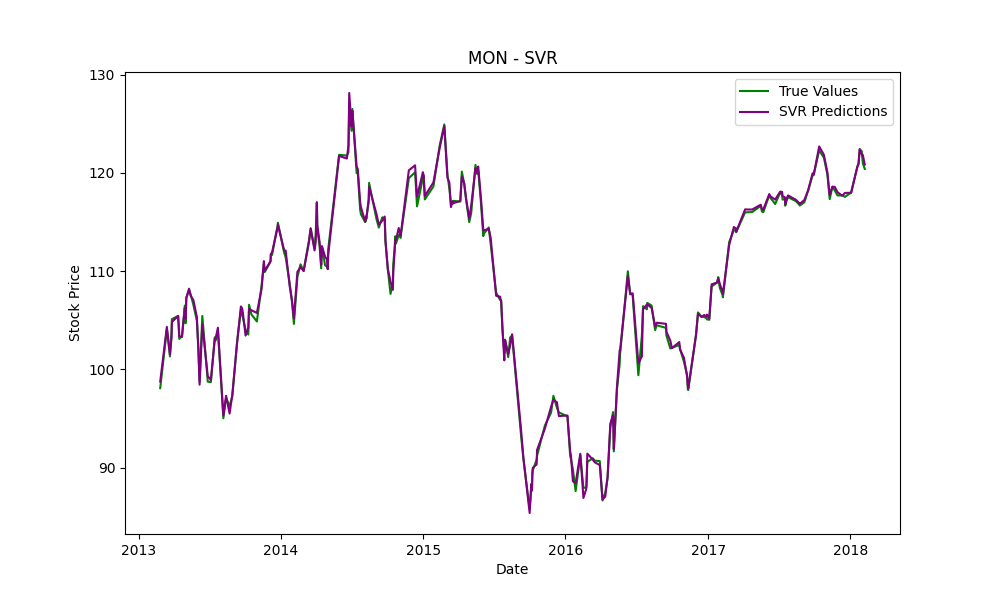 MON - SVR
True Values
SVR Predictions
Stock Price
130
120
110
100
90
2013
2014
2015
2016
2017
2018
Date